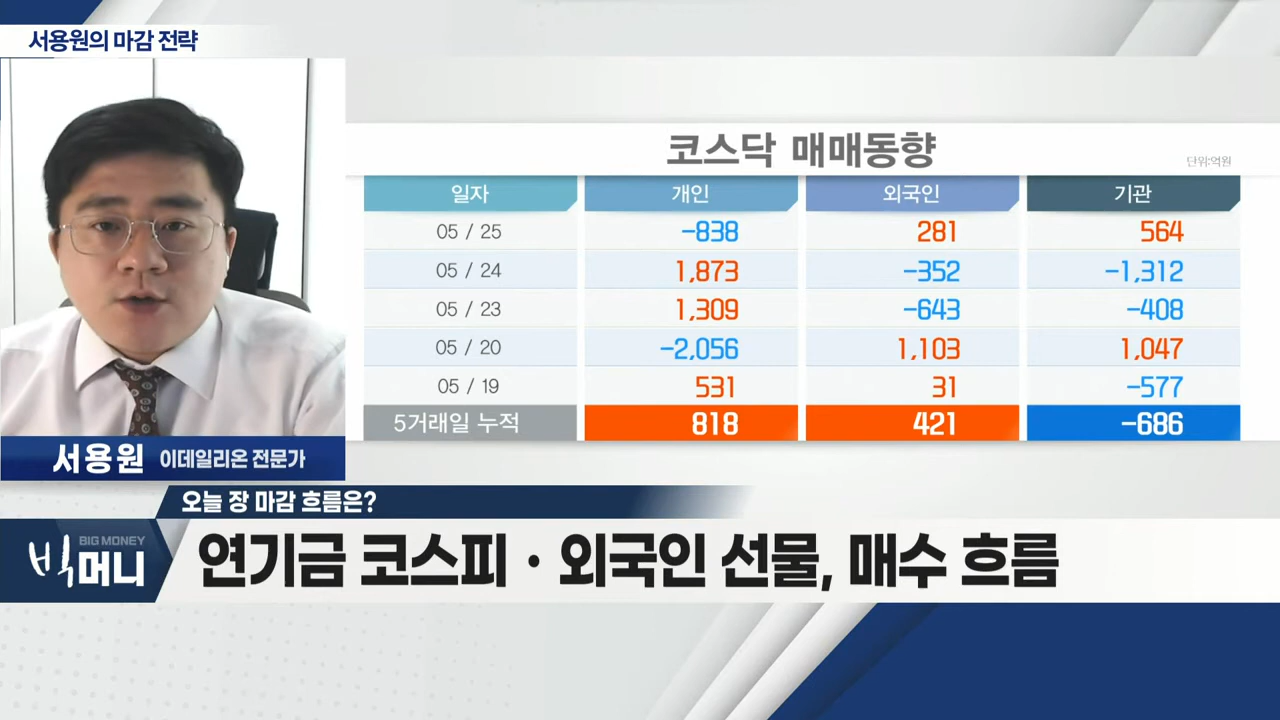 서용원의 마감 전략
코스닥 매매동향
단위:억원
일자 개인 외국인 기관
05 / 25 -838 281 564
05 / 24 1,873 -352 -1,312
05 / 23 1,309 -643 -408
05 / 20 -2,056 1,103 1,047
05 / 19 531 31 -577
5거래일 누적 818 421 -686
서용원 이데일리온 전문가
오늘 장 마감 흐름은?
BIG MONEY
빅머니
연기금 코스피·외국인 선물, 매수 흐름